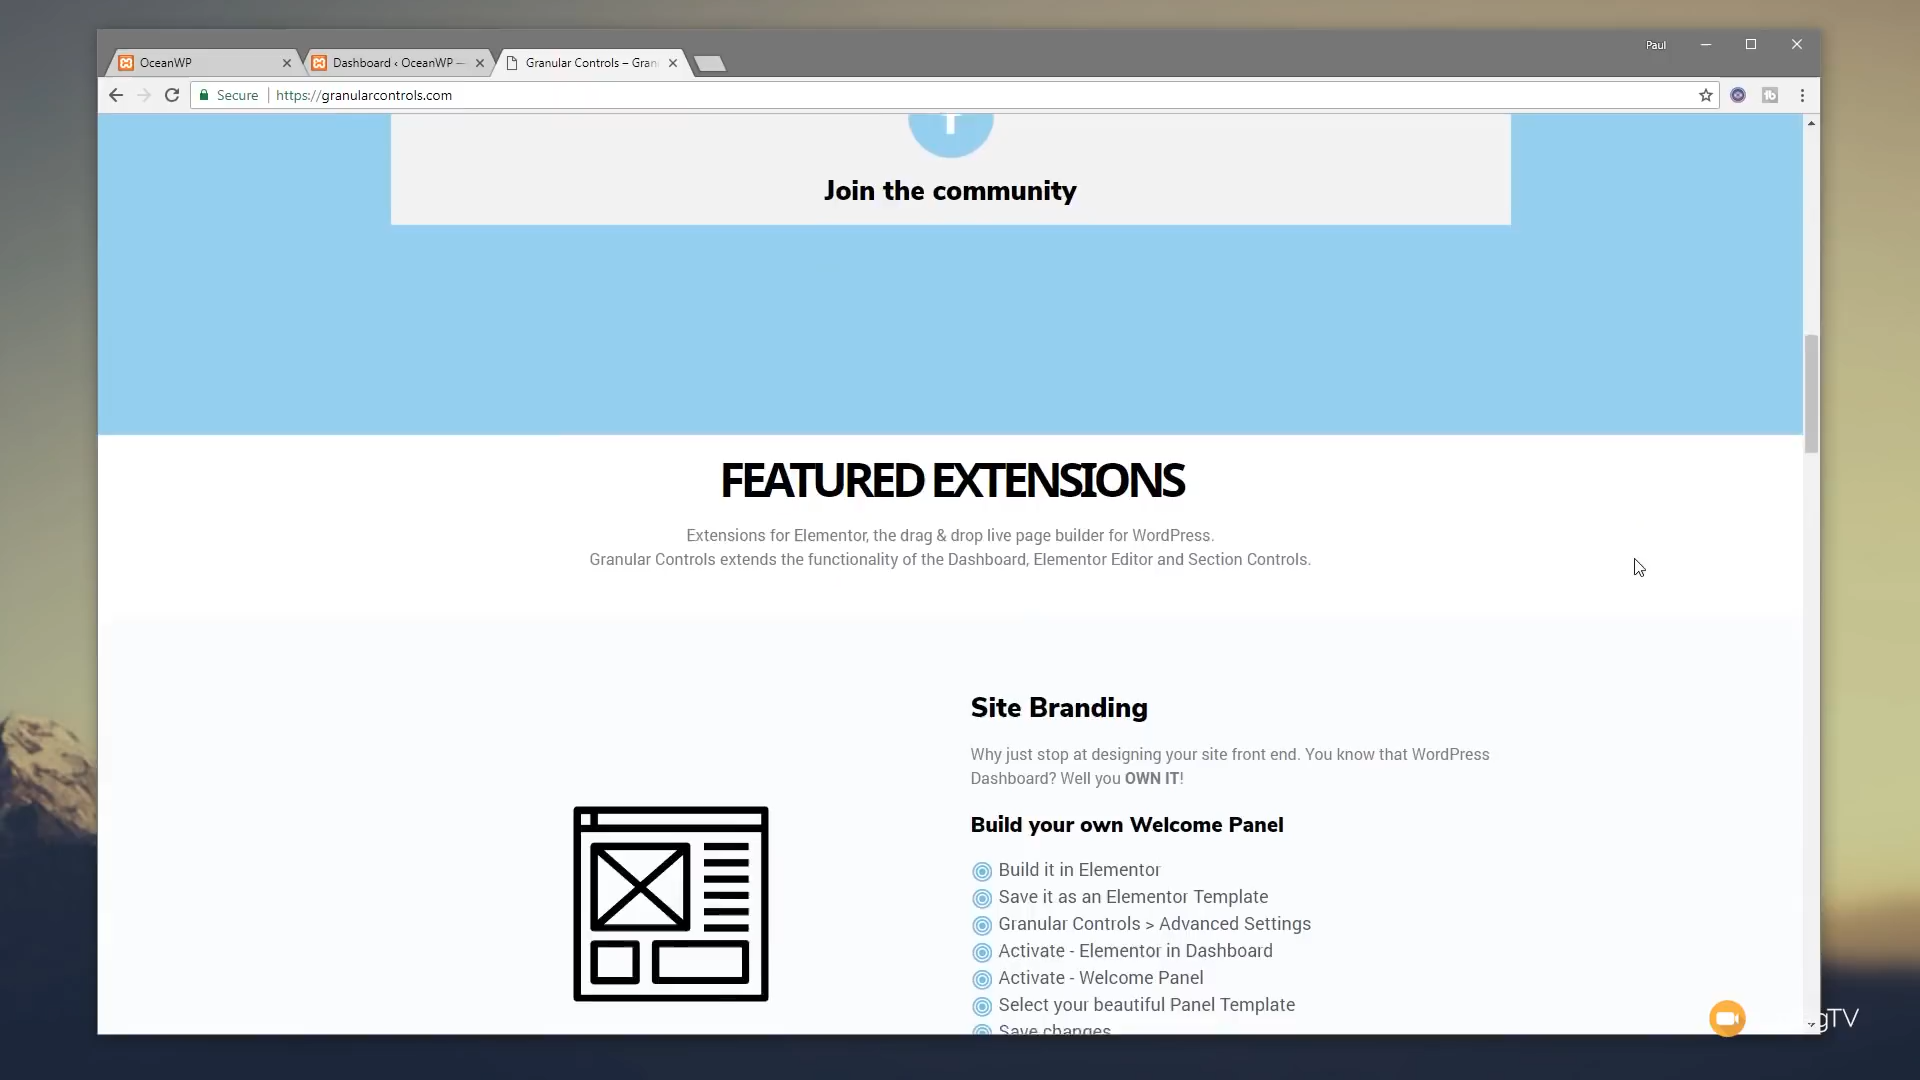 Paul
OceanWP
Dashboard ‹ OceanWP —
Granular Controls – Gran
Secure
https://granularcontrols.com
Join the community
FEATURED EXTENSIONS
Extensions for Elementor, the drag & drop live page builder for WordPress.
Granular Controls extends the functionality of the Dashboard, Elementor Editor and Section Controls.
Site Branding
Why just stop at designing your site front end. You know that WordPress
Dashboard? Well you OWN IT!
Build your own Welcome Panel
Build it in Elementor
Save it as an Elementor Template
Granular Controls > Advanced Settings
Activate - Elementor in Dashboard
Activate - Welcome Panel
Select your beautiful Panel Template
Save changes